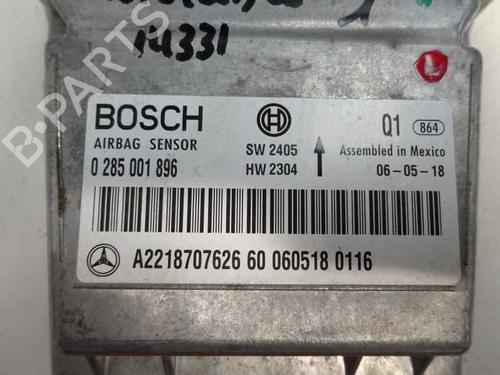 14331
BOSCH
AIRBAG SENSOR
0 285 001 896
SW 2405
HW 2304
Q1 864
Assembled in Mexico
06-05-18
A2218707626 60 060518 0116
B-PARTS